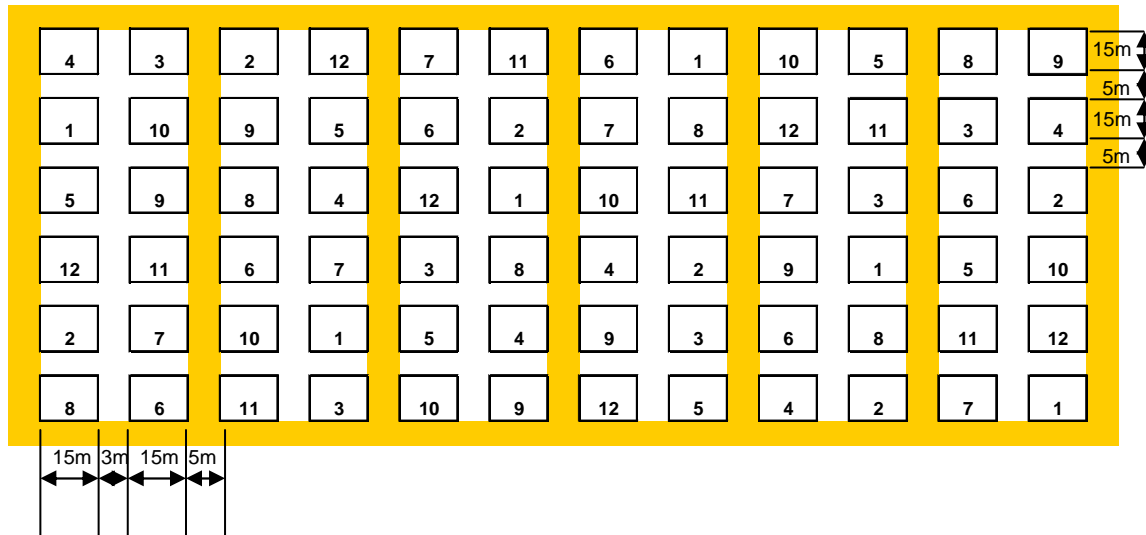 4 3 2 12 7 11 6 1 10 5 8 9 15m
5m
1 10 9 5 6 2 7 8 12 11 3 4 15m
5m
5 9 8 4 12 1 10 11 7 3 6 2
12 11 6 7 3 8 4 2 9 1 5 10
2 7 10 1 5 4 9 3 6 8 11 12
8 6 11 3 10 9 12 5 4 2 7 1
15m 3m 15m 5m